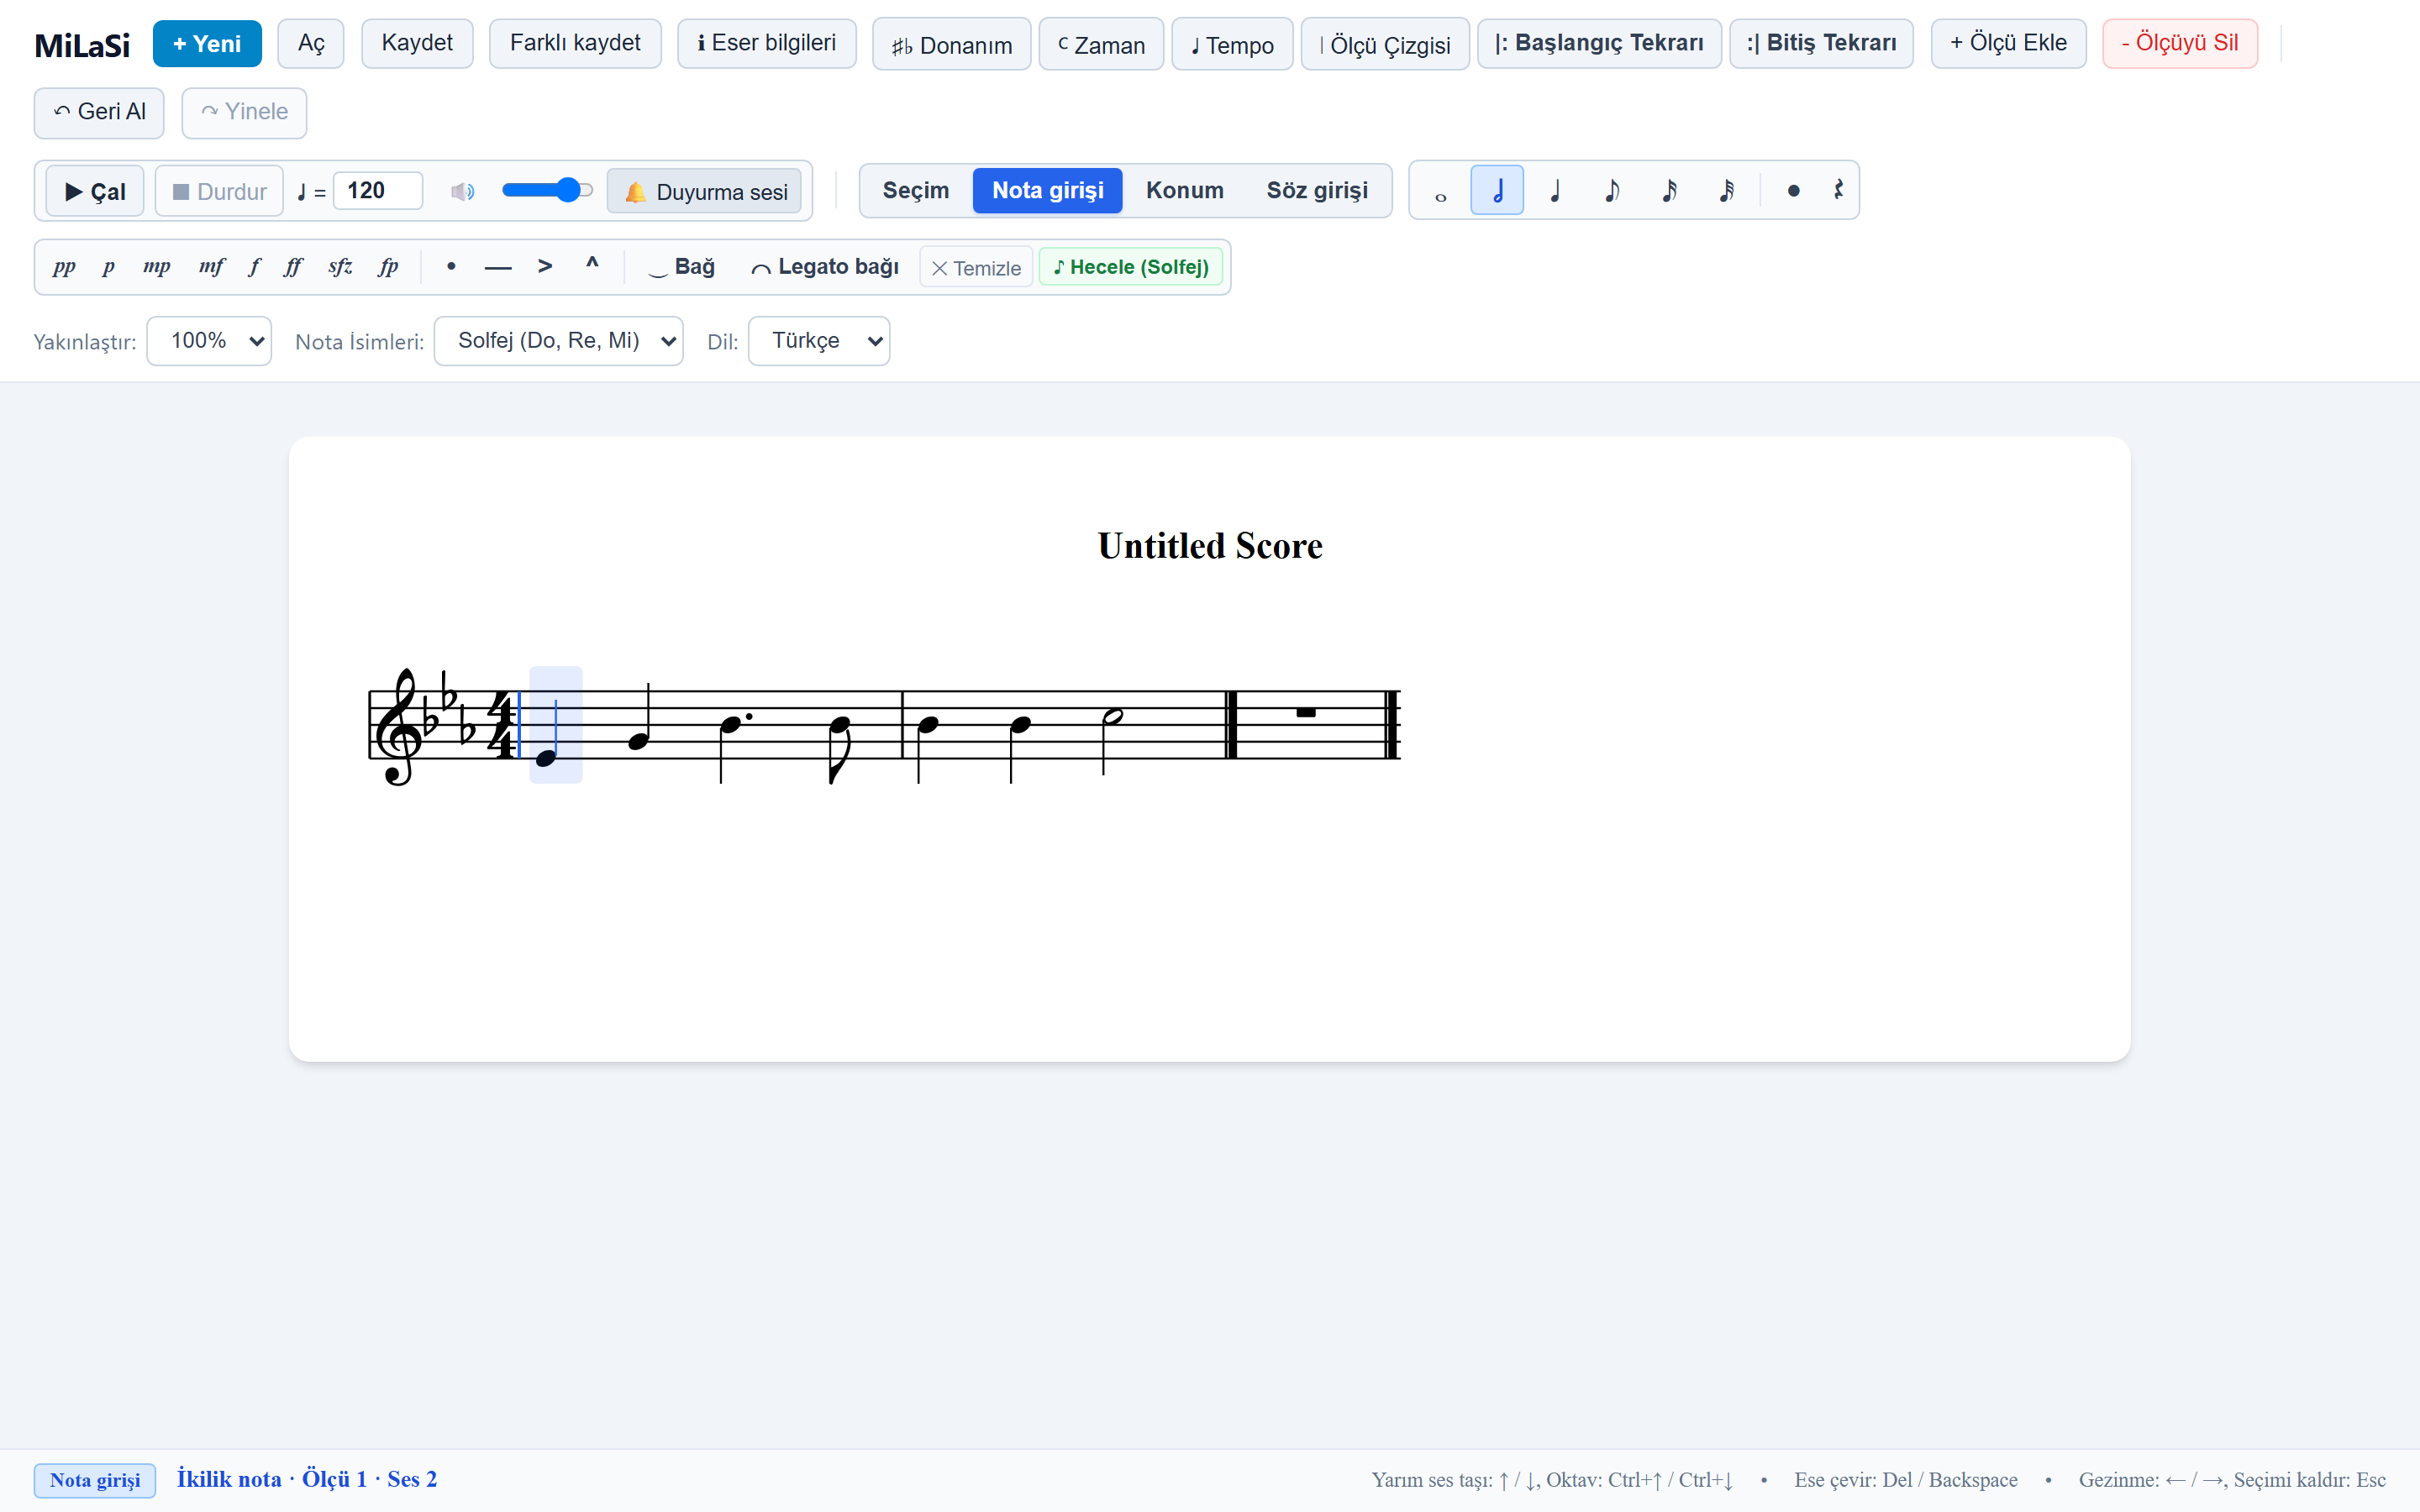 MiLaSi + Yeni Aç Kaydet Farklı kaydet ℹ Eser bilgileri ♯♭ Donanım C Zaman ♩ Tempo | Ölçü Çizgisi |: Başlangıç Tekrarı :| Bitiş Tekrarı + Ölçü Ekle - Ölçüyü Sil
↶ Geri Al ↷ Yinele
▶ Çal ■ Durdur ♩ = 120 🔊 🔔 Duyurma sesi Seçim Nota girişi Konum Söz girişi
pp p mp mf f ff sfz fp • — > ^ ‿ Bağ ⌒ Legato bağı ✕ Temizle ♪ Hecele (Solfej)
Yakınlaştır: 100% Nota İsimleri: Solfej (Do, Re, Mi) Dil: Türkçe
Untitled Score
4
4
Nota girişi İkilik nota · Ölçü 1 · Ses 2 Yarım ses taşı: ↑ / ↓, Oktav: Ctrl+↑ / Ctrl+↓ • Ese çevir: Del / Backspace • Gezinme: ← / →, Seçimi kaldır: Esc